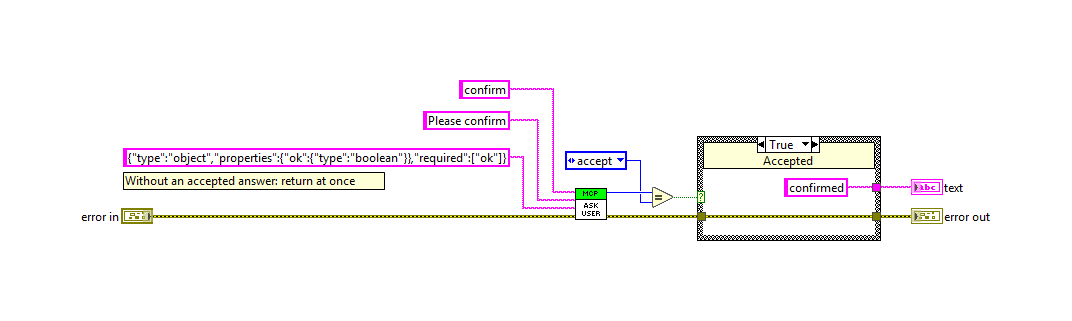 confirm
Please confirm
{"type":"object","properties":{"ok":{"type":"boolean"}},"required":["ok"]}
Without an accepted answer: return at once
accept
True
Accepted
confirmed
abc
text
MCP
ASK
USER
=
?
error in
error out